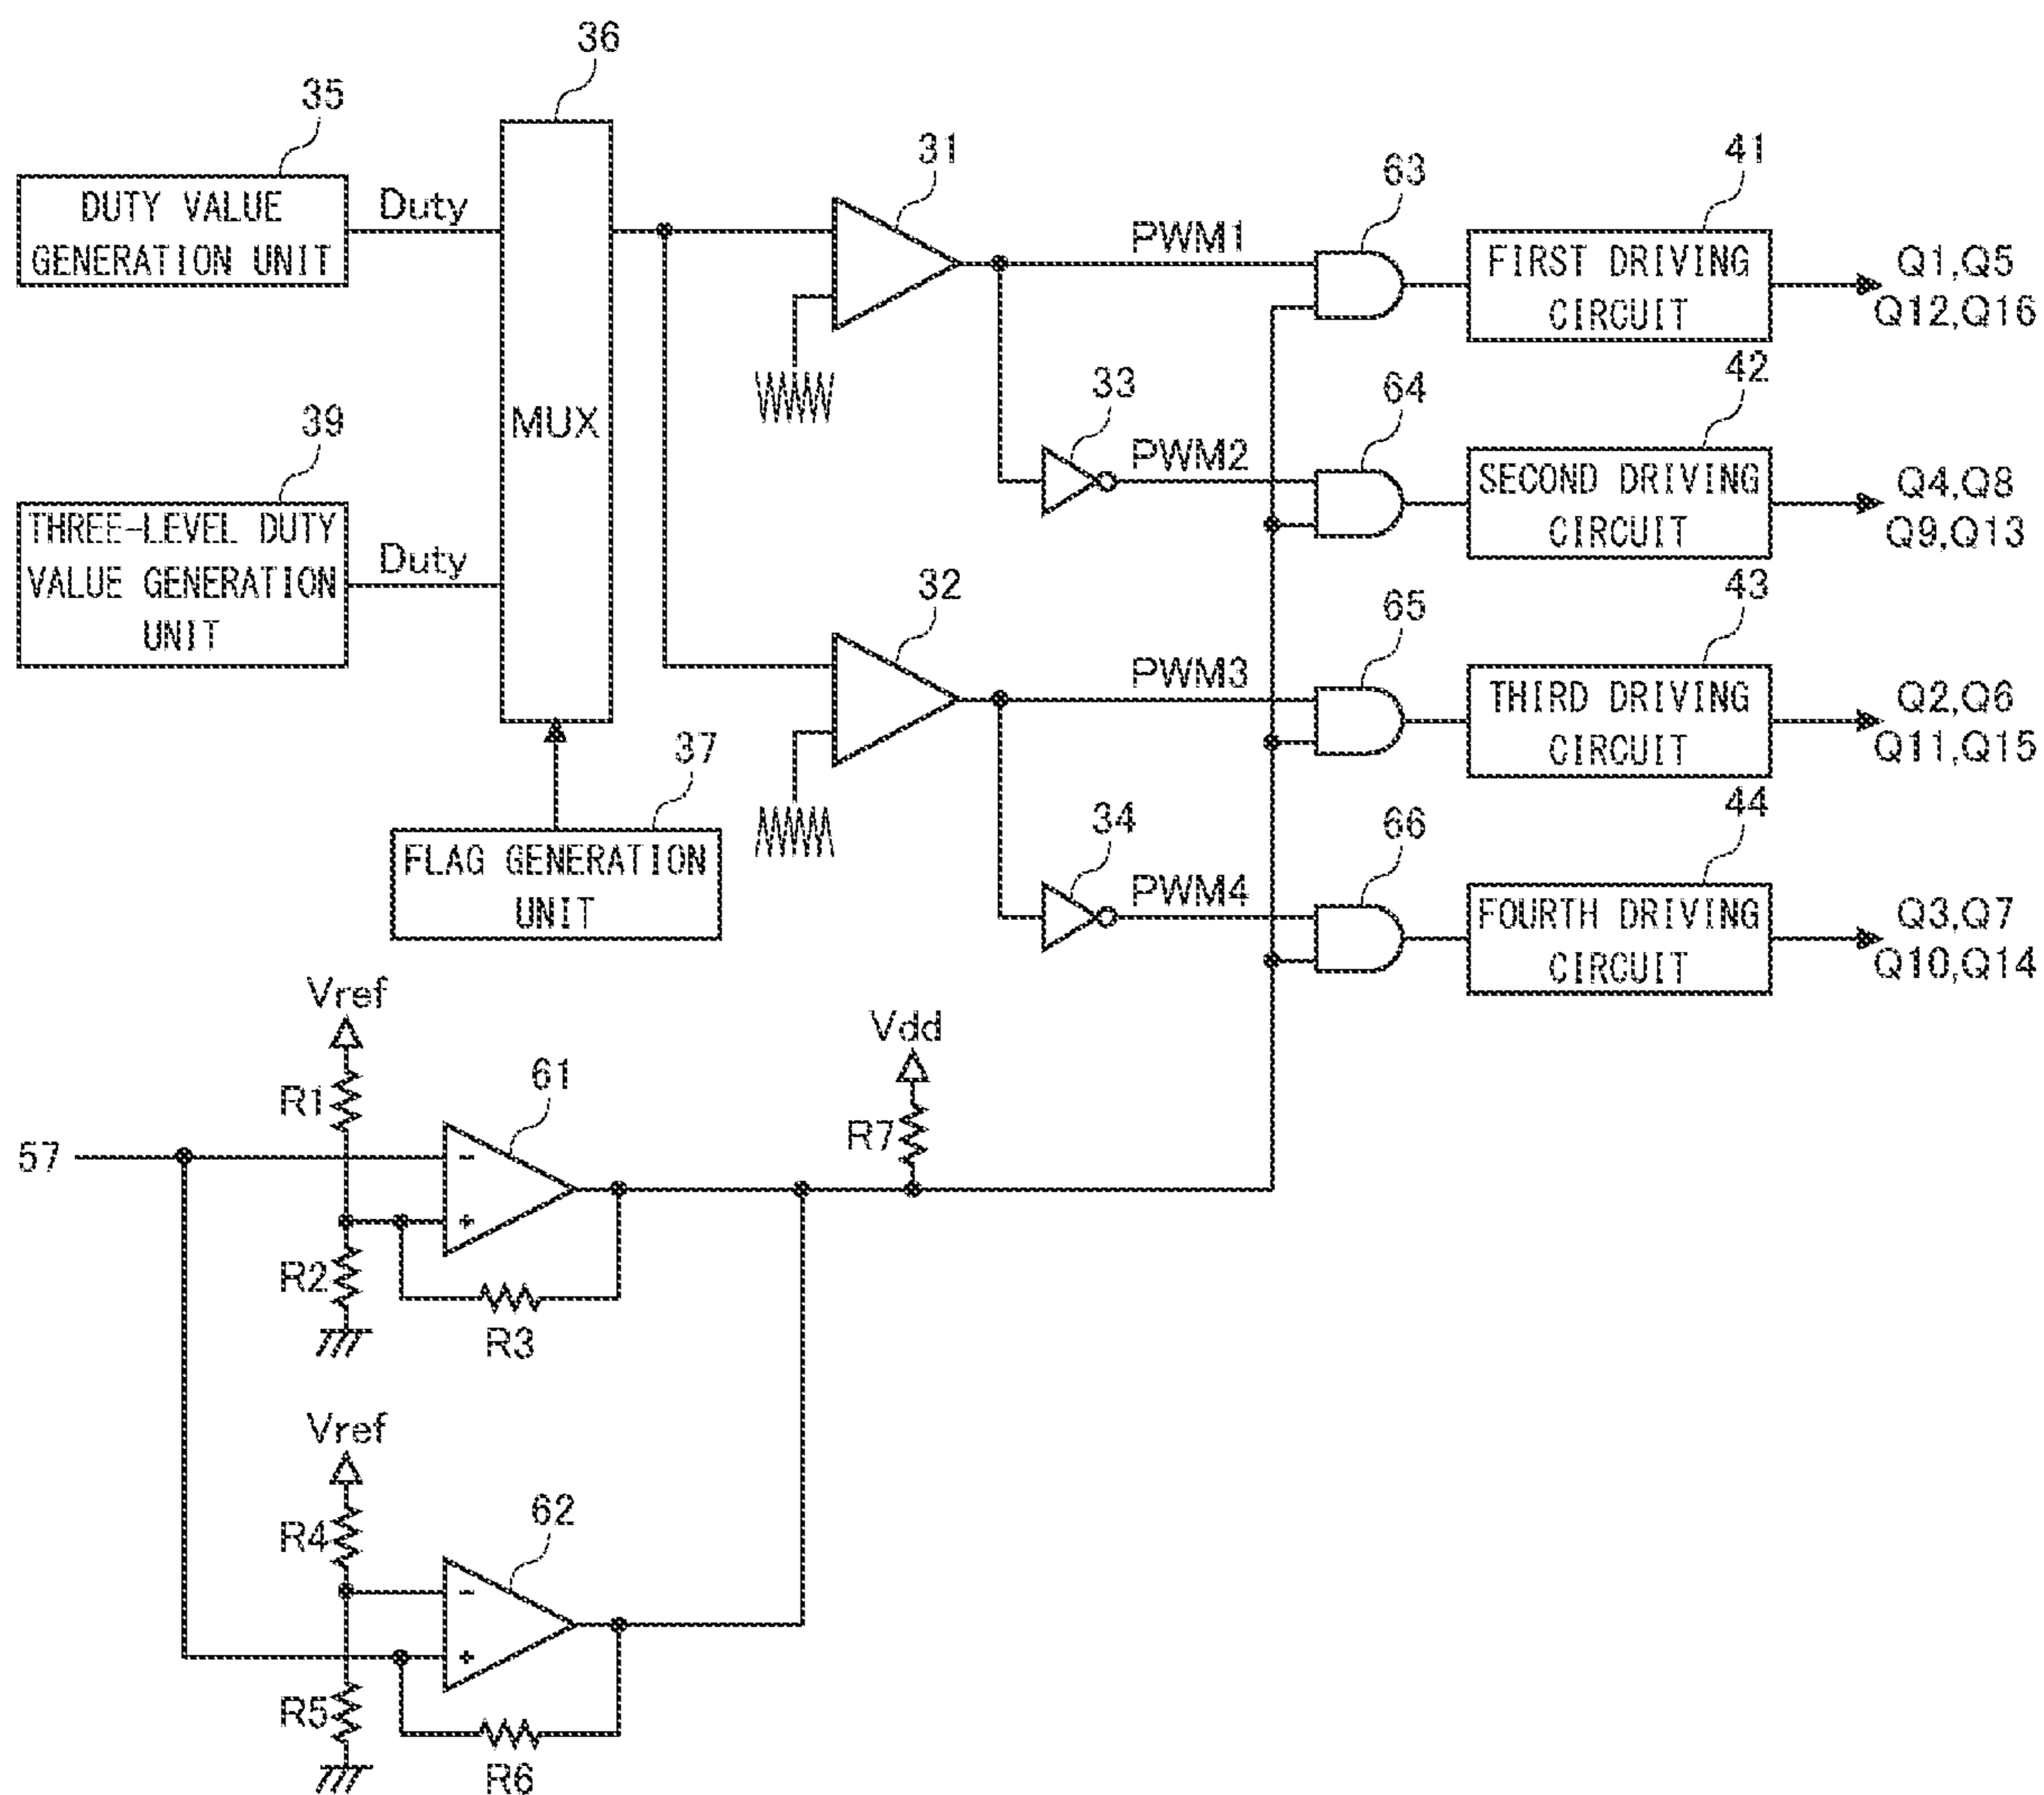 36
35
31
63
41
DUTY VALUE
GENERATION UNIT
Duty
PWM1
FIRST DRIVING
CIRCUIT
Q1,Q5
Q12,Q16
39
MUX
33
64
42
PWM2
SECOND DRIVING
CIRCUIT
Q4,Q8
Q9,Q13
THREE-LEVEL DUTY
VALUE GENERATION
UNIT
Duty
32
65
43
PWM3
THIRD DRIVING
CIRCUIT
Q2,Q6
Q11,Q15
37
34
66
44
FLAG GENERATION
UNIT
PWM4
FOURTH DRIVING
CIRCUIT
Q3,Q7
Q10,Q14
Vref
Vdd
R1
61
R7
57
-
+
R2
R3
Vref
R4
62
-
+
R5
R6